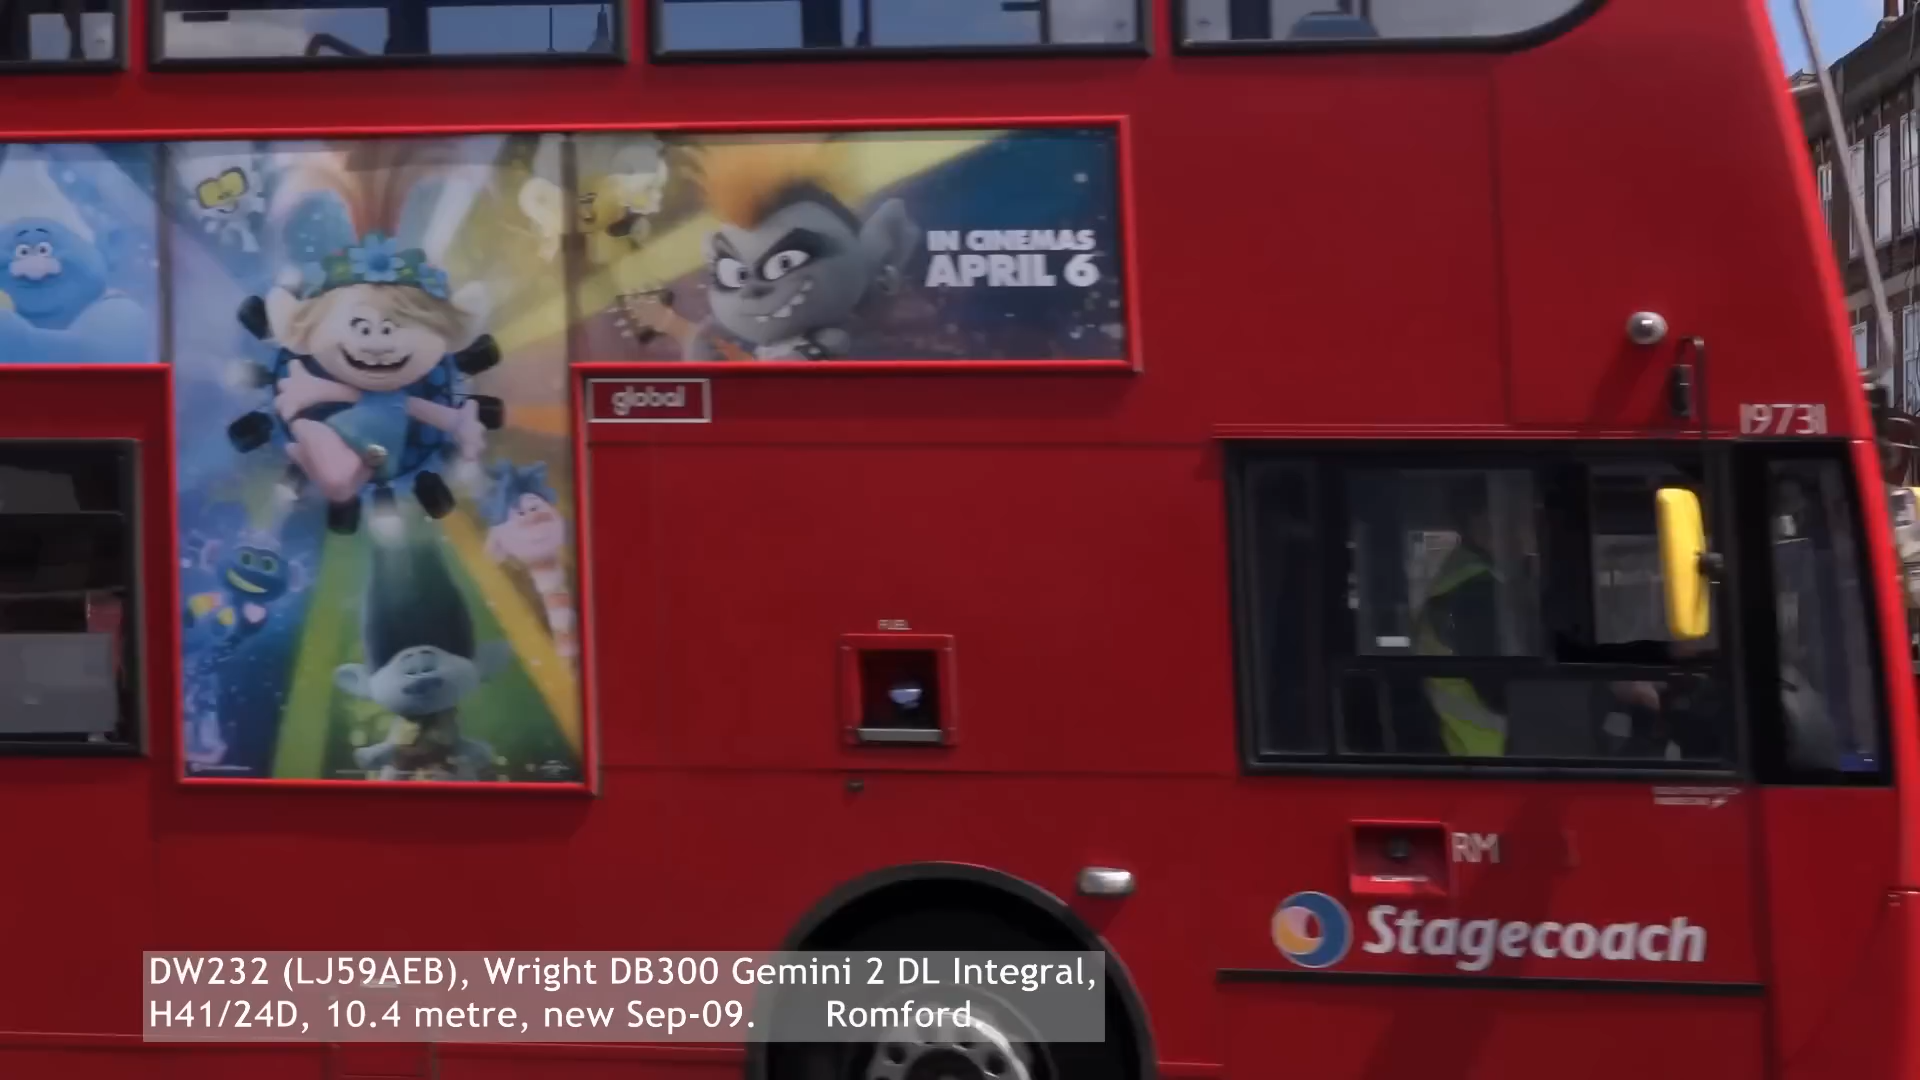 IN CINEMAS
APRIL 6
global
19731
FUEL
RM
Stagecoach
DW232 (LJ59AEB), Wright DB300 Gemini 2 DL Integral,
H41/24D, 10.4 metre, new Sep-09. Romford.